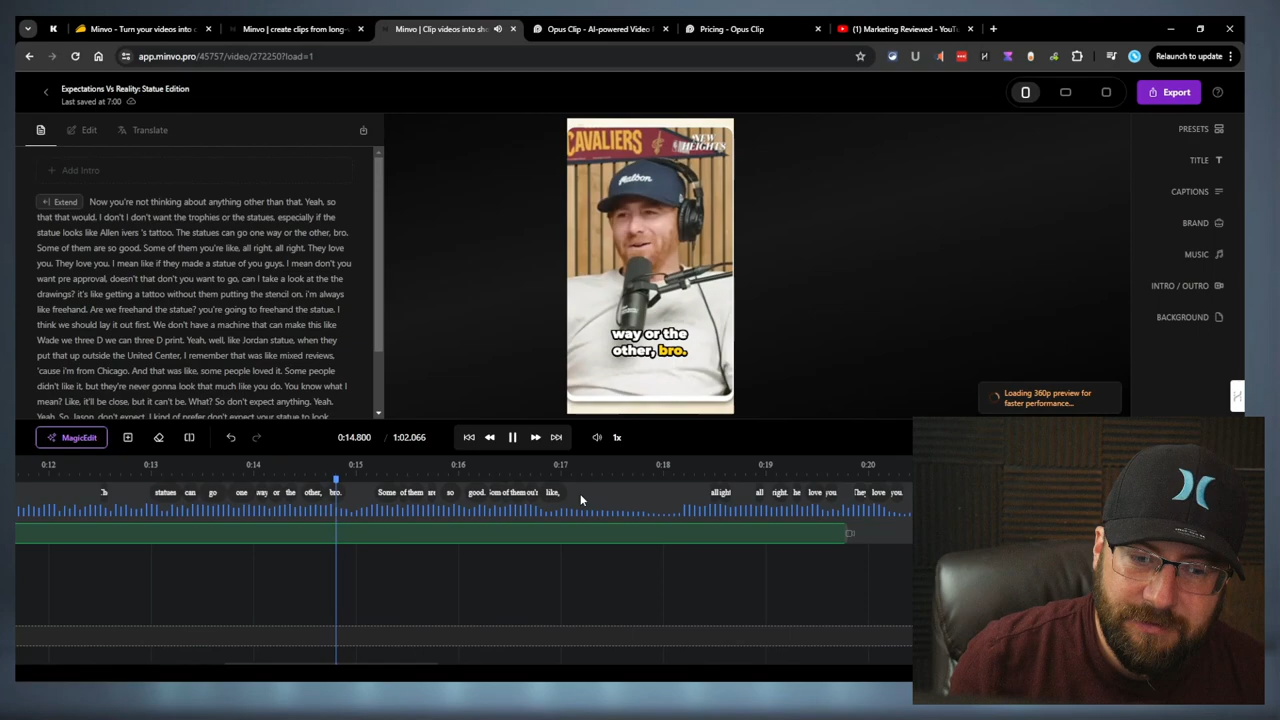 Minvo - Turn your videos into c
Minvo | create clips from long-
Minvo | Clip videos into sh
Opus Clip - AI-powered Video
Pricing - Opus Clip
(1) Marketing Reviewed - YouT
app.minvo.pro/45757/video/272250?load=1
Relaunch to update
Expectations Vs Reality: Statue Edition
Last saved at 7:00
Export
Edit
Translate
+ Add Intro
Extend Now you're not thinking about anything other than that. Yeah, so
that that would. I don't I don't want the trophies or the statues, especially if the
statue looks like Allen ivers 's tattoo. The statues can go one way or the other, bro.
Some of them are so good. Some of them you're like, all right, all right. They love
you. They love you. I mean like if they made a statue of you guys. I mean don't you
want pre approval, doesn't that don't you want to go, can I take a look at the the
drawings? it's like getting a tattoo without them putting the stencil on. i'm always
like freehand. Are we freehand the statue? you're going to freehand the statue. I
think we should lay it out first. We don't have a machine that can make this like
Wade we three D we can three D print. Yeah, well, like Jordan statue, when they
put that up outside the United Center, I remember that was like mixed reviews,
'cause i'm from Chicago. And that was like, some people loved it. Some people
didn't like it, but they're never gonna look that much like you do. You know what I
mean? Like, it'll be close, but it can't be. What? So don't expect anything. Yeah.
Yeah. So, Jason, don't expect, I kind of prefer don't expect your statue to look
CAVALIERS
NEW
HEIGHTS
way or the
other, bro.
PRESETS
TITLE
CAPTIONS
BRAND
MUSIC
INTRO / OUTRO
BACKGROUND
Loading 360p preview for
faster performance...
MagicEdit
0:14.800 / 1:02.066
1x
0:12 0:13 0:14 0:15 0:16 0:17 0:18 0:19 0:20
statues can go one way or the other, bro. Some of them are so good. like, all right all right. love you love you.